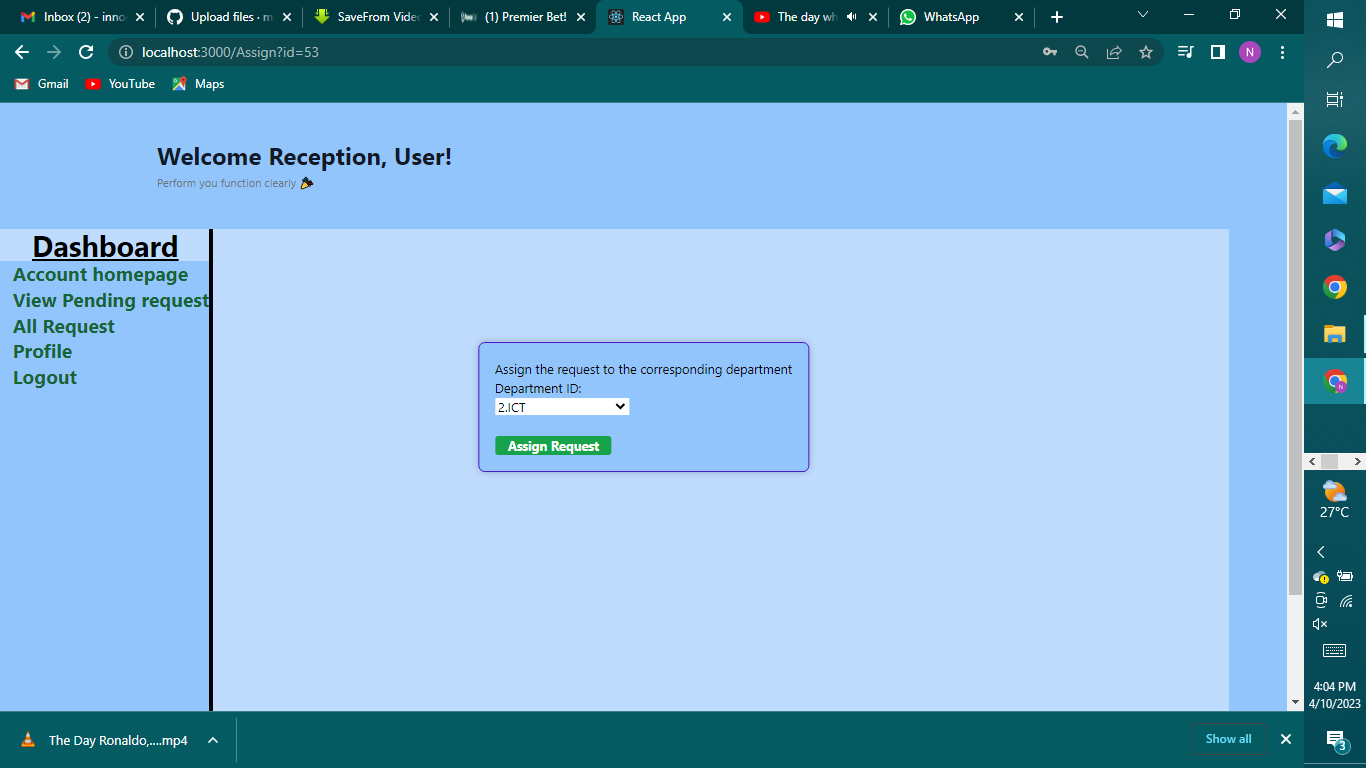 Inbox (2) - inno
Upload files · m
SaveFrom Video
(1) Premier Bet!
React App
The day wh
WhatsApp
localhost:3000/Assign?id=53
N
Gmail
YouTube
Maps
Welcome Reception, User!
Perform you function clearly
Dashboard
Account homepage
View Pending request
All Request
Profile
Logout
Assign the request to the corresponding department
Department ID:
2.ICT
Assign Request
27°C
4:04 PM
4/10/2023
3
The Day Ronaldo,....mp4
Show all